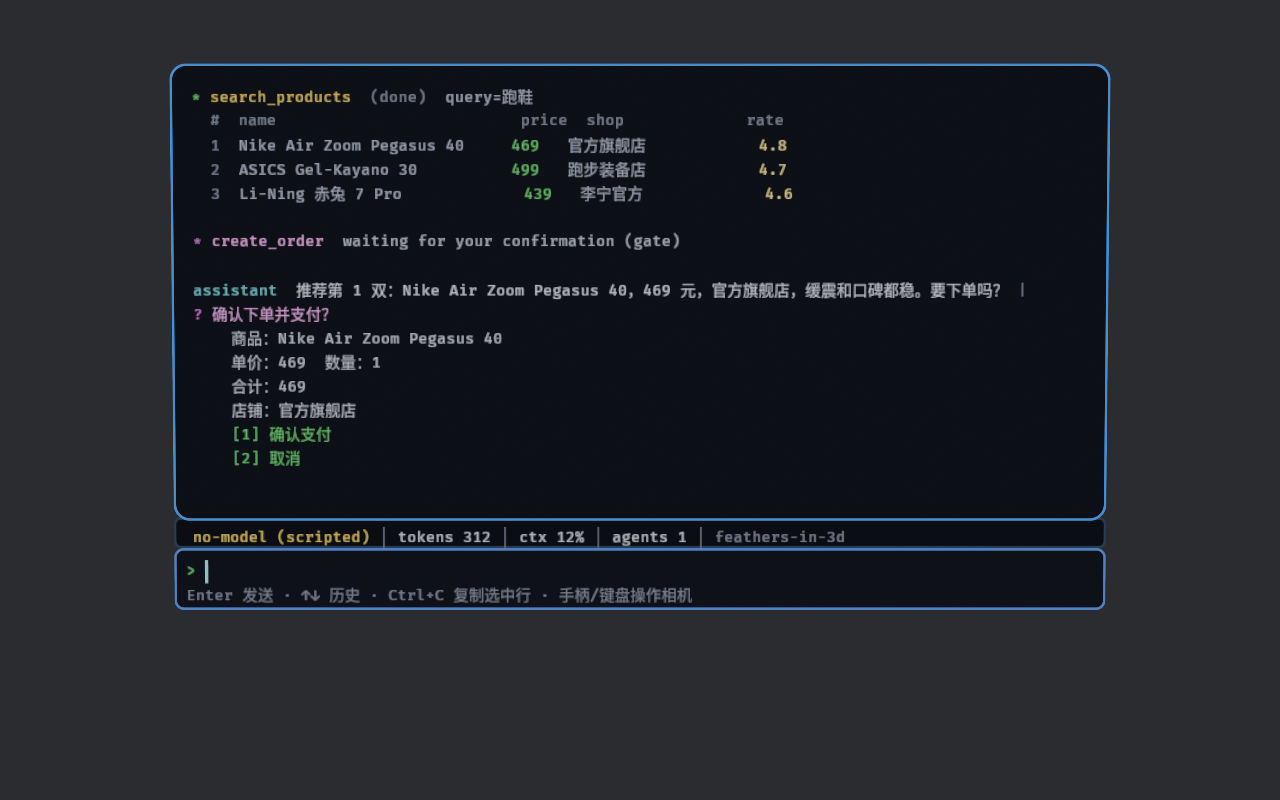 * search_products (done) query=跑鞋
# name price shop rate
1 Nike Air Zoom Pegasus 40 469 官方旗舰店 4.8
2 ASICS Gel-Kayano 30 499 跑步装备店 4.7
3 Li-Ning 赤兔 7 Pro 439 李宁官方 4.6
* create_order waiting for your confirmation (gate)
assistant 推荐第 1 双: Nike Air Zoom Pegasus 40, 469 元, 官方旗舰店, 缓震和口碑都稳。要下单吗?
? 确认下单并支付?
商品: Nike Air Zoom Pegasus 40
单价: 469 数量: 1
合计: 469
店铺: 官方旗舰店
[1] 确认支付
[2] 取消
no-model (scripted) │ tokens 312 │ ctx 12% │ agents 1 │ feathers-in-3d
>
Enter 发送 · ↑↓ 历史 · Ctrl+C 复制选中行 · 手柄/键盘操作相机